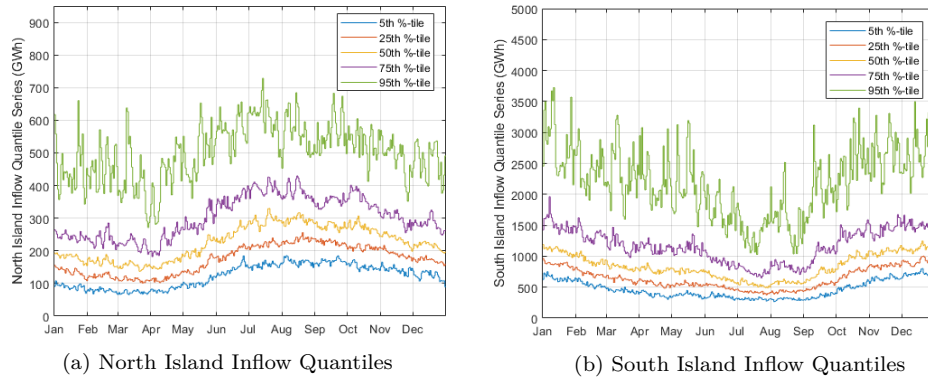 900
800
700
600
500
400
300
200
100
0
North Island Inflow Quantile Series (GWh)
Jan Feb Mar Apr May Jun Jul Aug Sep Oct Nov Dec
5th %-tile
25th %-tile
50th %-tile
75th %-tile
95th %-tile
(a) North Island Inflow Quantiles
5000
4500
4000
3500
3000
2500
2000
1500
1000
500
0
South Island Inflow Quantile Series (GWh)
Jan Feb Mar Apr May Jun Jul Aug Sep Oct Nov Dec
5th %-tile
25th %-tile
50th %-tile
75th %-tile
95th %-tile
(b) South Island Inflow Quantiles